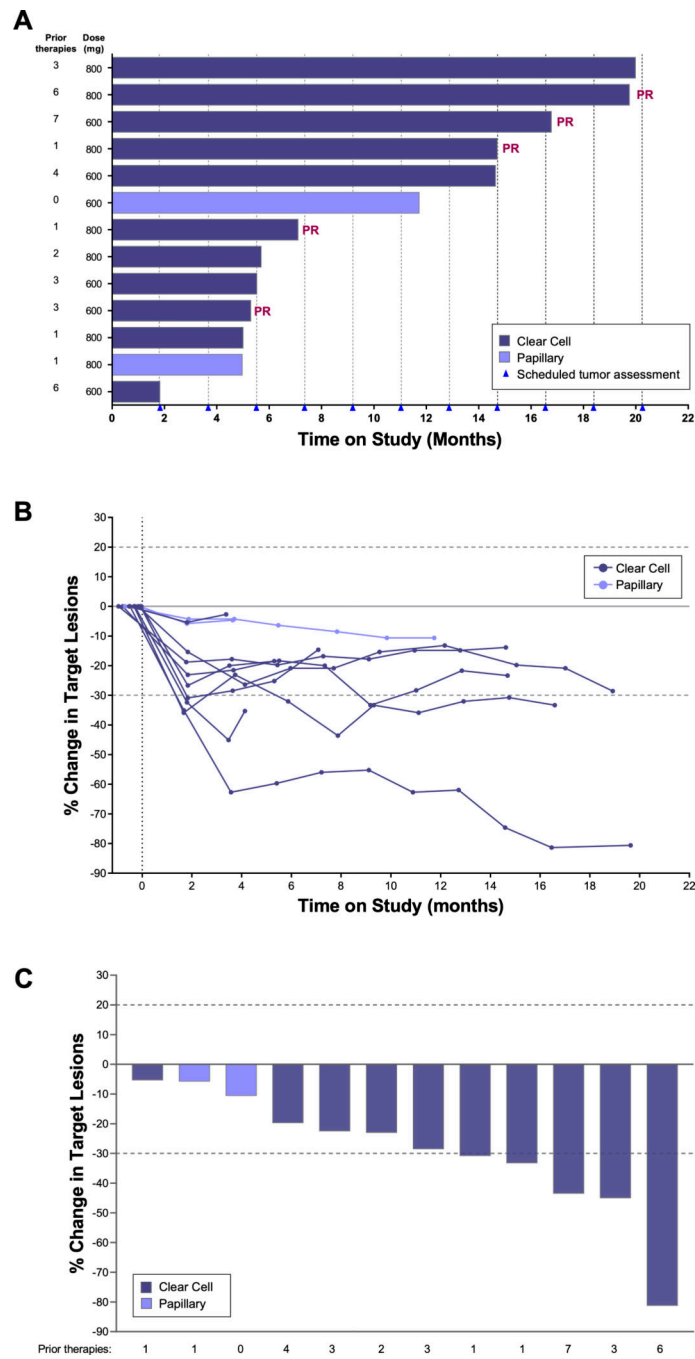 A
Prior therapies
Dose (mg)
3 800
6 800 PR
7 600 PR
1 800 PR
4 600
0 600
1 800 PR
2 800
3 600
3 600 PR
1 800
1 800
6 600
Clear Cell
Papillary
Scheduled tumor assessment
0 2 4 6 8 10 12 14 16 18 20 22
Time on Study (Months)
B
% Change in Target Lesions
30
20
10
0
-10
-20
-30
-40
-50
-60
-70
-80
-90
Clear Cell
Papillary
0 2 4 6 8 10 12 14 16 18 20 22
Time on Study (months)
C
% Change in Target Lesions
30
20
10
0
-10
-20
-30
-40
-50
-60
-70
-80
-90
Clear Cell
Papillary
Prior therapies: 1 1 0 4 3 2 3 1 1 7 3 6